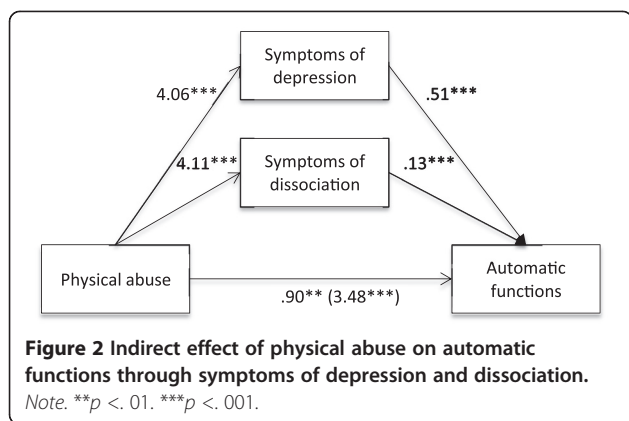 Symptoms of
depression
4.06***
.51***
Symptoms of
dissociation
4.11***
.13***
Physical abuse
Automatic
functions
.90** (3.48***)
Figure 2 Indirect effect of physical abuse on automatic
functions through symptoms of depression and dissociation.
Note. **p <. 01. ***p <. 001.